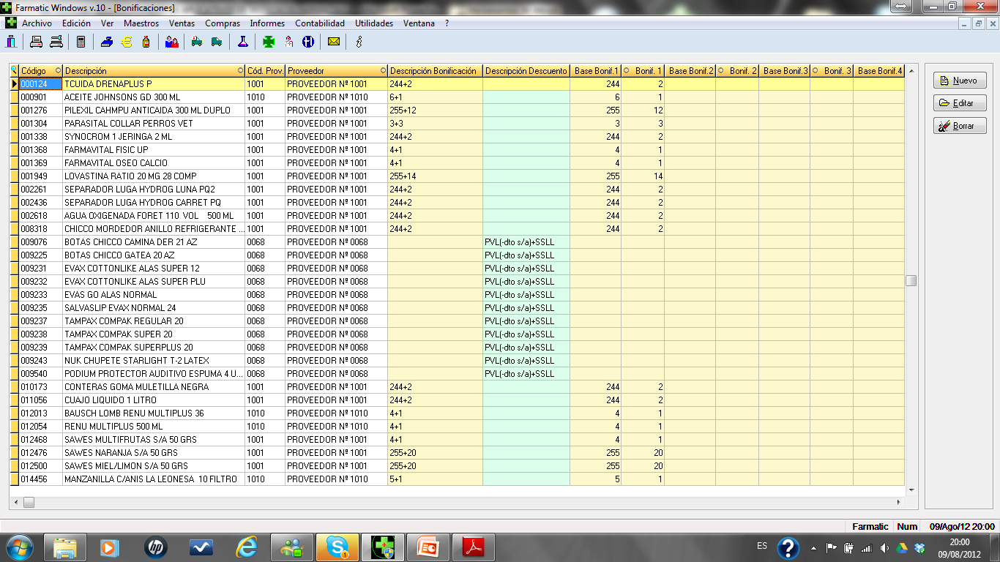 Farmatic Windows v.10 - [Bonificaciones]
Archivo Edición Ver Maestros Ventas Compras Informes Contabilidad Utilidades Ventana ?
Código Descripción Cód. Prov. Proveedor Descripción Bonificación Descripción Descuento Base Bonif.1 Bonif. 1 Base Bonif.2 Bonif. 2 Base Bonif.3 Bonif. 3 Base Bonif.4
000124 TCUIDA DRENAPLUS P 1001 PROVEEDOR Nº 1001 244+2 244 2
000901 ACEITE JOHNSONS GD 300 ML 1010 PROVEEDOR Nº 1010 6+1 6 1
001276 PILEXIL CAHMPU ANTICAIDA 300 ML DUPLO 1001 PROVEEDOR Nº 1001 255+12 255 12
001304 PARASITAL COLLAR PERROS VET 1001 PROVEEDOR Nº 1001 3+3 3 3
001338 SYNOCROM 1 JERINGA 2 ML 1001 PROVEEDOR Nº 1001 244+2 244 2
001368 FARMAVITAL FISIC UP 1001 PROVEEDOR Nº 1001 4+1 4 1
001369 FARMAVITAL OSEO CALCIO 1001 PROVEEDOR Nº 1001 4+1 4 1
001949 LOVASTINA RATIO 20 MG 28 COMP 1001 PROVEEDOR Nº 1001 255+14 255 14
002261 SEPARADOR LUGA HYDROG LUNA PQ2 1001 PROVEEDOR Nº 1001 244+2 244 2
002436 SEPARADOR LUGA HYDROG CARRET PQ 1001 PROVEEDOR Nº 1001 244+2 244 2
002618 AGUA OXIGENADA FORET 110 VOL 500 ML 1001 PROVEEDOR Nº 1001 244+2 244 2
008318 CHICCO MORDEDOR ANILLO REFRIGERANTE ... 1001 PROVEEDOR Nº 1001 244+2 244 2
009076 BOTAS CHICCO CAMINA DER 21 AZ 0068 PROVEEDOR Nº 0068 PVL(-dto s/a)+SSLL
009225 BOTAS CHICCO GATEA 20 AZ 0068 PROVEEDOR Nº 0068 PVL(-dto s/a)+SSLL
009231 EVAX COTTONLIKE ALAS SUPER 12 0068 PROVEEDOR Nº 0068 PVL(-dto s/a)+SSLL
009232 EVAX COTTONLIKE ALAS SUPER PLU 0068 PROVEEDOR Nº 0068 PVL(-dto s/a)+SSLL
009233 EVAS GO ALAS NORMAL 0068 PROVEEDOR Nº 0068 PVL(-dto s/a)+SSLL
009235 SALVASLIP EVAX NORMAL 24 0068 PROVEEDOR Nº 0068 PVL(-dto s/a)+SSLL
009237 TAMPAX COMPAK REGULAR 20 0068 PROVEEDOR Nº 0068 PVL(-dto s/a)+SSLL
009238 TAMPAX COMPAK SUPER 20 0068 PROVEEDOR Nº 0068 PVL(-dto s/a)+SSLL
009239 TAMPAX COMPAK SUPERPLUS 20 0068 PROVEEDOR Nº 0068 PVL(-dto s/a)+SSLL
009243 NUK CHUPETE STARLIGHT T-2 LATEX 0068 PROVEEDOR Nº 0068 PVL(-dto s/a)+SSLL
009540 PODIUM PROTECTOR AUDITIVO ESPUMA 4 U... 0068 PROVEEDOR Nº 0068 PVL(-dto s/a)+SSLL
010173 CONTERAS GOMA MULETILLA NEGRA 1001 PROVEEDOR Nº 1001 244+2 244 2
011056 CUAJO LIQUIDO 1 LITRO 1001 PROVEEDOR Nº 1001 244+2 244 2
012013 BAUSCH LOMB RENU MULTIPLUS 36 1010 PROVEEDOR Nº 1010 4+1 4 1
012054 RENU MULTIPLUS 500 ML 1010 PROVEEDOR Nº 1010 4+1 4 1
012468 SAWES MULTIFRUTAS S/A 50 GRS 1001 PROVEEDOR Nº 1001 4+1 4 1
012476 SAWES NARANJA S/A 50 GRS 1001 PROVEEDOR Nº 1001 255+20 255 20
012500 SAWES MIEL/LIMON S/A 50 GRS 1001 PROVEEDOR Nº 1001 255+20 255 20
014456 MANZANILLA C/ANIS LA LEONESA 10 FILTRO 1010 PROVEEDOR Nº 1010 5+1 5 1
Nuevo
Editar
Borrar
Farmatic Num 09/Ago/12 20:00
hp
1
ES
20:00
09/08/2012